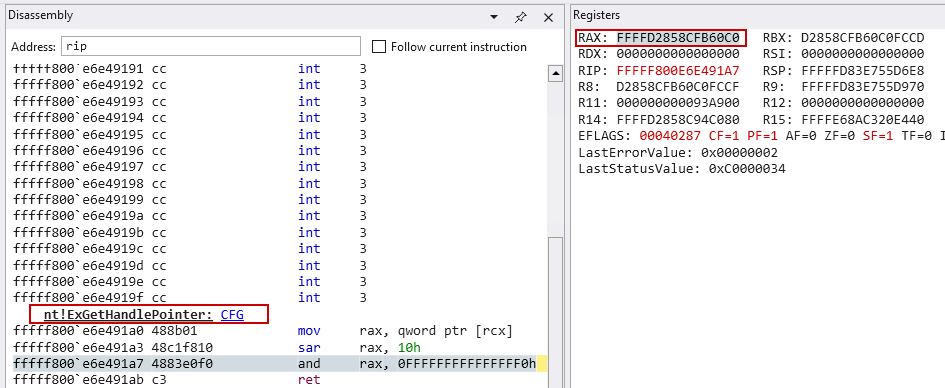 Disassembly
Address: rip
Follow current instruction
fffff800`e6e49191 cc int 3
fffff800`e6e49192 cc int 3
fffff800`e6e49193 cc int 3
fffff800`e6e49194 cc int 3
fffff800`e6e49195 cc int 3
fffff800`e6e49196 cc int 3
fffff800`e6e49197 cc int 3
fffff800`e6e49198 cc int 3
fffff800`e6e49199 cc int 3
fffff800`e6e4919a cc int 3
fffff800`e6e4919b cc int 3
fffff800`e6e4919c cc int 3
fffff800`e6e4919d cc int 3
fffff800`e6e4919e cc int 3
fffff800`e6e4919f cc int 3
nt!ExGetHandlePointer: CFG
fffff800`e6e491a0 488b01 mov rax, qword ptr [rcx]
fffff800`e6e491a3 48c1f810 sar rax, 10h
fffff800`e6e491a7 4883e0f0 and rax, 0FFFFFFFFFFFFFFF0h
fffff800`e6e491ab c3 ret
Registers
RAX: FFFFD2858CFB60C0 RBX: D2858CFB60C0FCCD
RDX: 0000000000000000 RSI: 0000000000000000
RIP: FFFFF800E6E491A7 RSP: FFFFFD83E755D6E8
R8: D2858CFB60C0FCCF R9: FFFFFD83E755D970
R11: 000000000093A900 R12: 0000000000000000
R14: FFFFD2858C94C080 R15: FFFFE68AC320E440
EFLAGS: 00040287 CF=1 PF=1 AF=0 ZF=0 SF=1 TF=0 I
LastErrorValue: 0x00000002
LastStatusValue: 0xC0000034